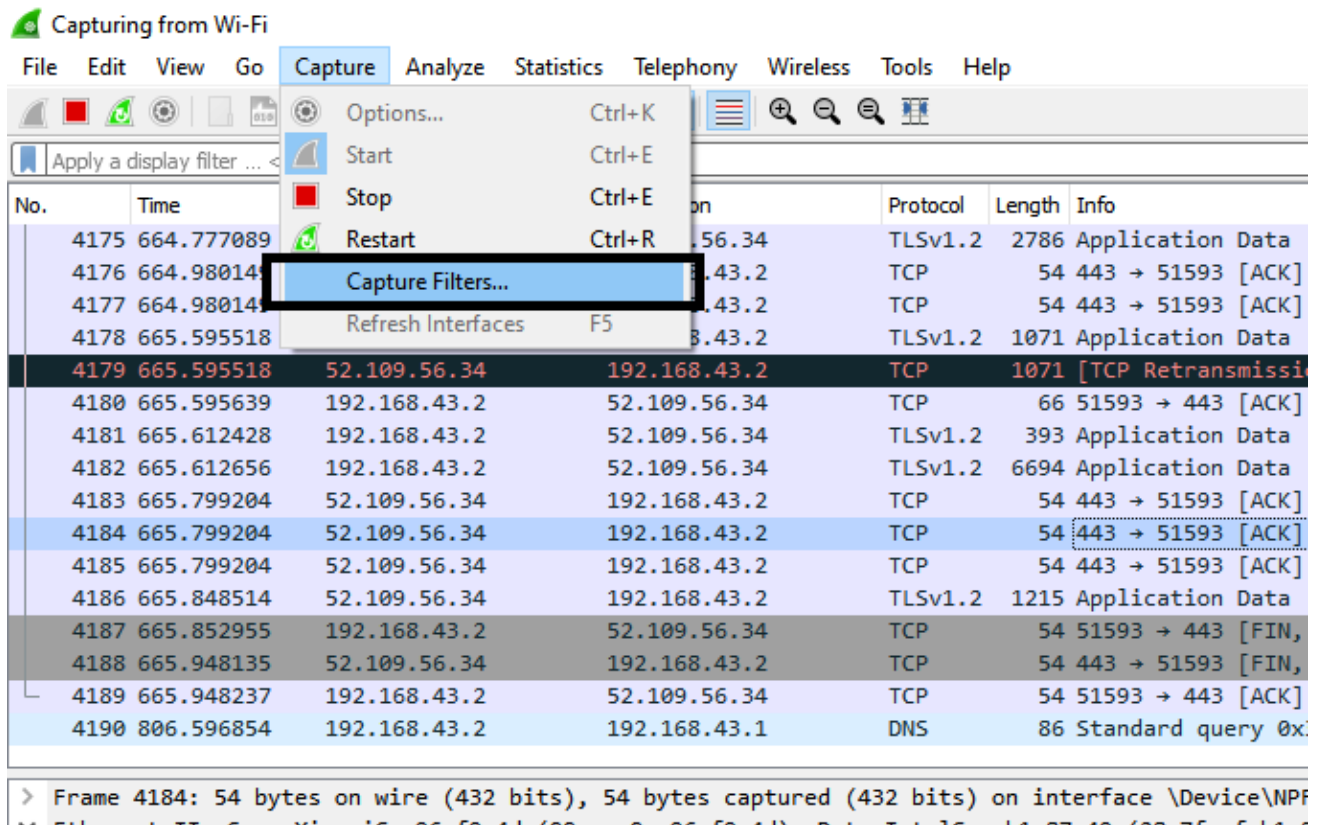 Capturing from Wi-Fi
File Edit View Go Capture Analyze Statistics Telephony Wireless Tools Help
Options... Ctrl+K
Apply a display filter ... <
Start Ctrl+E
Stop Ctrl+E
Restart Ctrl+R
Capture Filters...
Refresh Interfaces F5
No. Time on Protocol Length Info
4175 664.777089 .56.34 TLSv1.2 2786 Application Data
4176 664.98014 .43.2 TCP 54 443 → 51593 [ACK]
4177 664.98014 .43.2 TCP 54 443 → 51593 [ACK]
4178 665.595518 .43.2 TLSv1.2 1071 Application Data
4179 665.595518 52.109.56.34 192.168.43.2 TCP 1071 [TCP
4180 665.595639 192.168.43.2 52.109.56.34 TCP 66 51593 → 443 [ACK]
4181 665.612428 192.168.43.2 52.109.56.34 TLSv1.2 393 Application Data
4182 665.612656 192.168.43.2 52.109.56.34 TLSv1.2 6694 Application Data
4183 665.799204 52.109.56.34 192.168.43.2 TCP 54 443 → 51593 [ACK]
4184 665.799204 52.109.56.34 192.168.43.2 TCP 54 443 → 51593 [ACK]
4185 665.799204 52.109.56.34 192.168.43.2 TCP 54 443 → 51593 [ACK]
4186 665.848514 52.109.56.34 192.168.43.2 TLSv1.2 1215 Application Data
4187 665.852955 192.168.43.2 52.109.56.34 TCP 54 51593 → 443 [FIN,
4188 665.948135 52.109.56.34 192.168.43.2 TCP 54 443 → 51593 [FIN,
4189 665.948237 192.168.43.2 52.109.56.34 TCP 54 51593 → 443 [ACK]
4190 806.596854 192.168.43.2 192.168.43.1 DNS 86 Standard query
Frame 4184: 54 bytes on wire (432 bits), 54 bytes captured (432 bits) on interface \Device\NPF